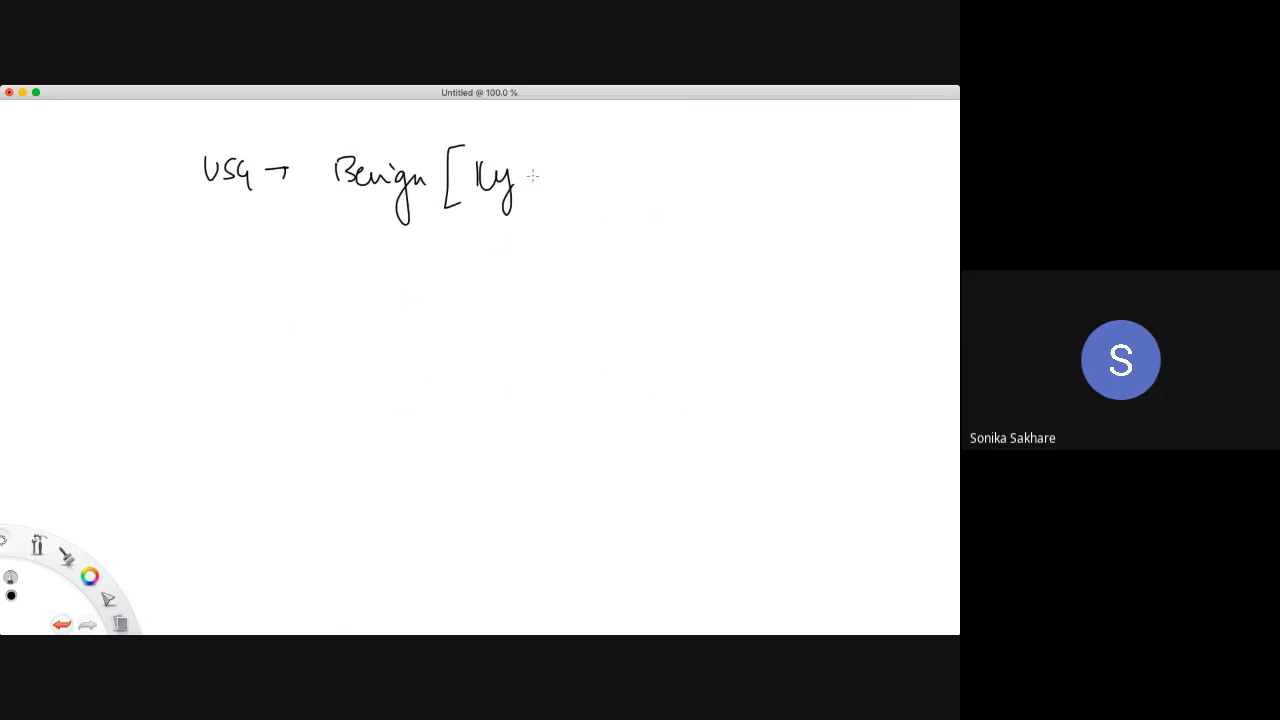 Untitled @ 100.0 %
USG → Benign [ Ky
S
Sonika Sakhare